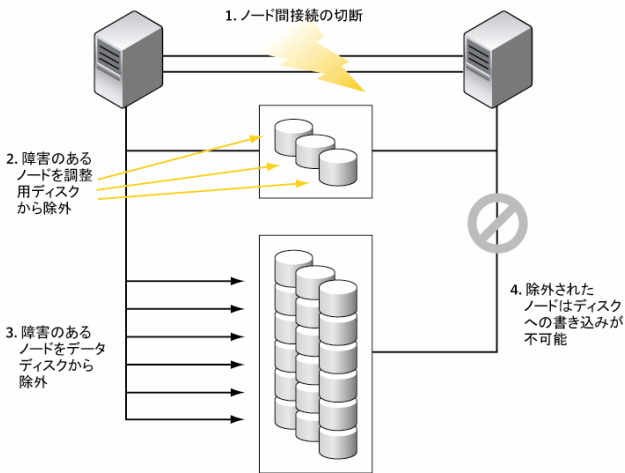 1. ノード間接続の切断
2. 障害のある
ノードを調整
用ディスク
から除外
3. 障害のある
ノードをデータ
ディスクから
除外
4. 除外された
ノードはディスク
への書き込みが
不可能